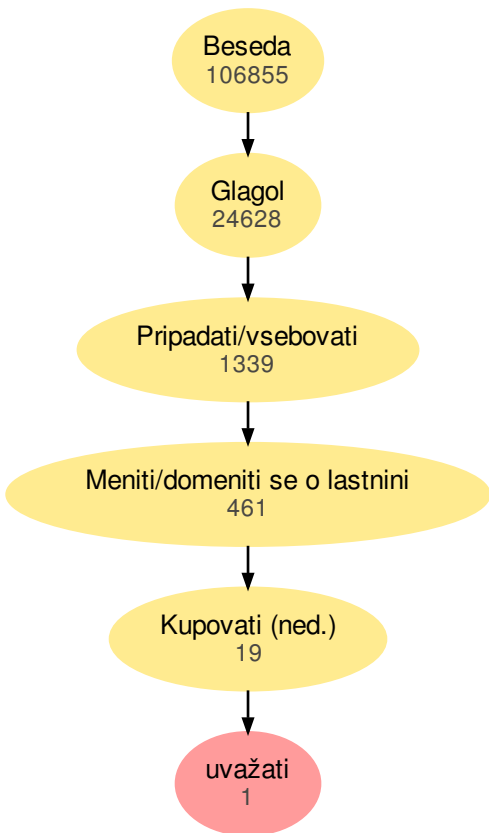 Beseda
106855
Glagol
24628
Pripadati/vsebovati
1339
Meniti/domeniti se o lastnini
461
Kupovati (ned.)
19
uvažati
1